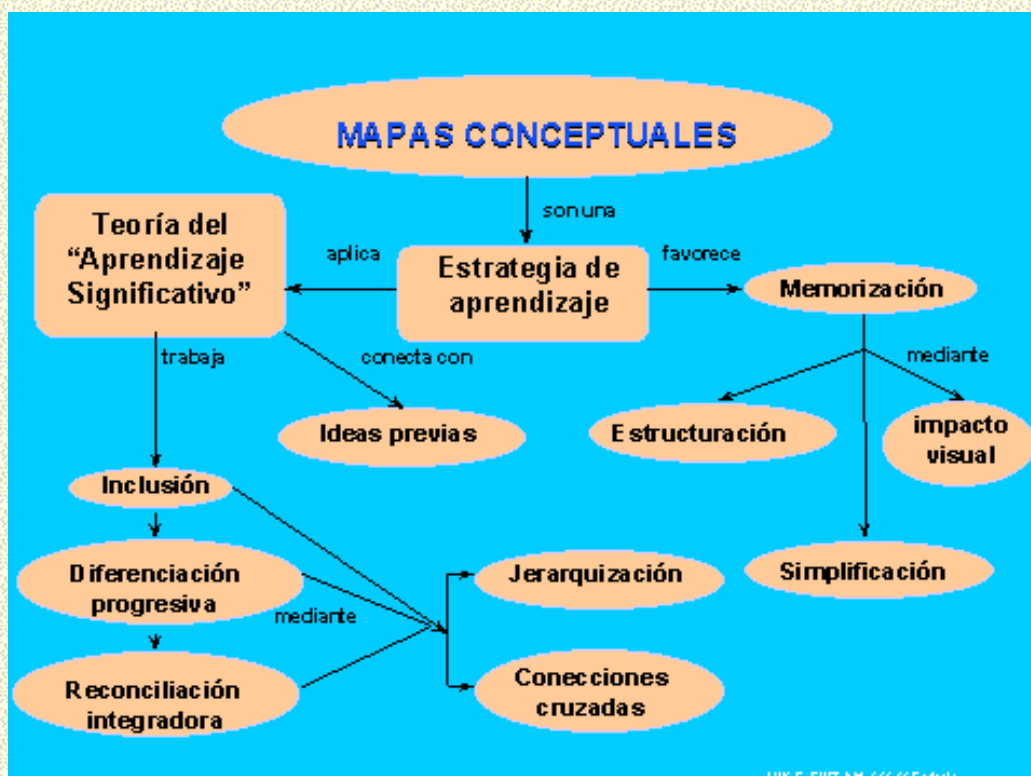 MAPAS CONCEPTUALES
son una
Teoría del
“Aprendizaje
Significativo”
aplica
Estrategia de
aprendizaje
favorece
Memorización
trabaja
conecta con
mediante
Ideas previas
Estructuración
impacto
visual
Inclusión
Diferenciación
progresiva
mediante
Jerarquización
Simplificación
Reconciliación
integradora
Conecciones
cruzadas